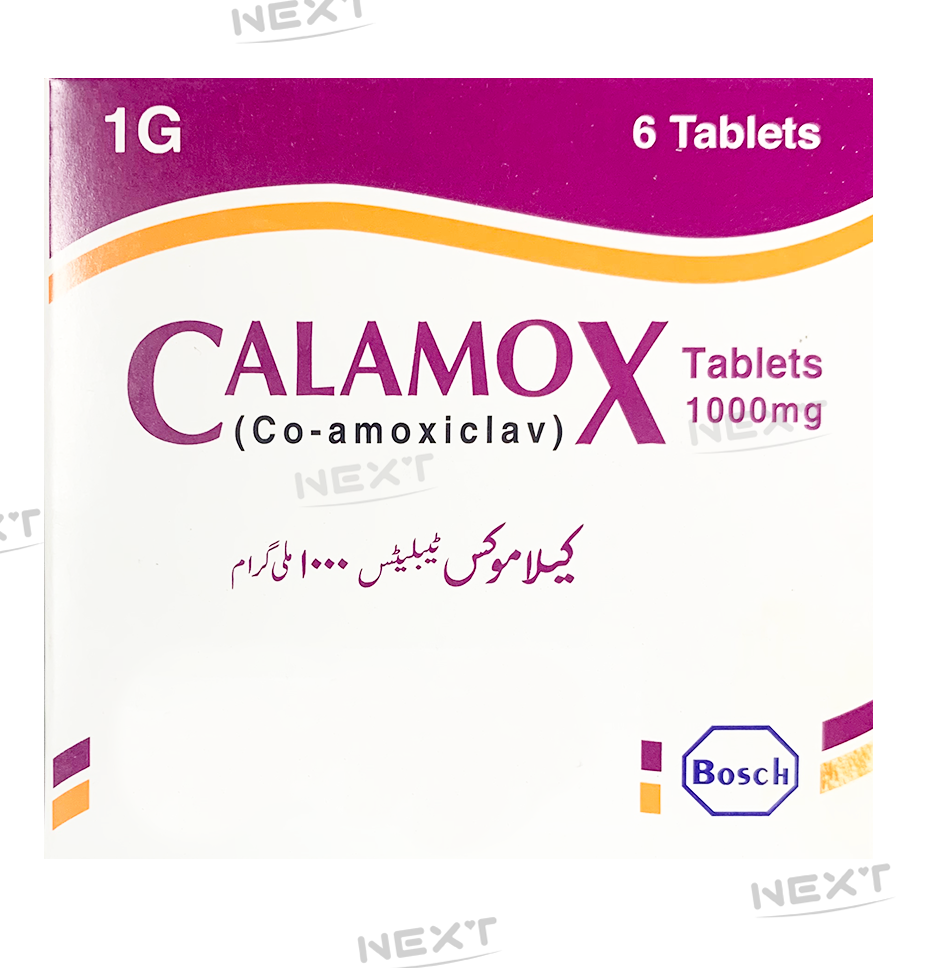 NEXT
1G
6 Tablets
CALAMOX
Tablets
1000mg
(Co-amoxiclav)
NEXT
NEXT
کیلاموکس ٹیبلیٹس ۱۰۰۰ ملی گرام
Bosch
NEXT
NEXT